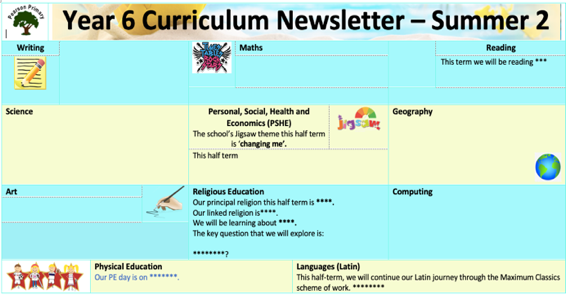 Pearson Primary
Year 6 Curriculum Newsletter – Summer 2
Writing
Maths
Reading
This term we will be reading ***
Science
Personal, Social, Health and
Economics (PSHE)
The school's Jigsaw theme this half term
is 'changing me'.
This half term
jigsaw
Geography
Art
Religious Education
Our principal religion this half term is ****.
Our linked religion is****.
We will be learning about ****.
The key question that we will explore is:
********?
Computing
Physical Education
Our PE day is on *******.
Languages (Latin)
This half-term, we will continue our Latin journey through the Maximum Classics
scheme of work. ********